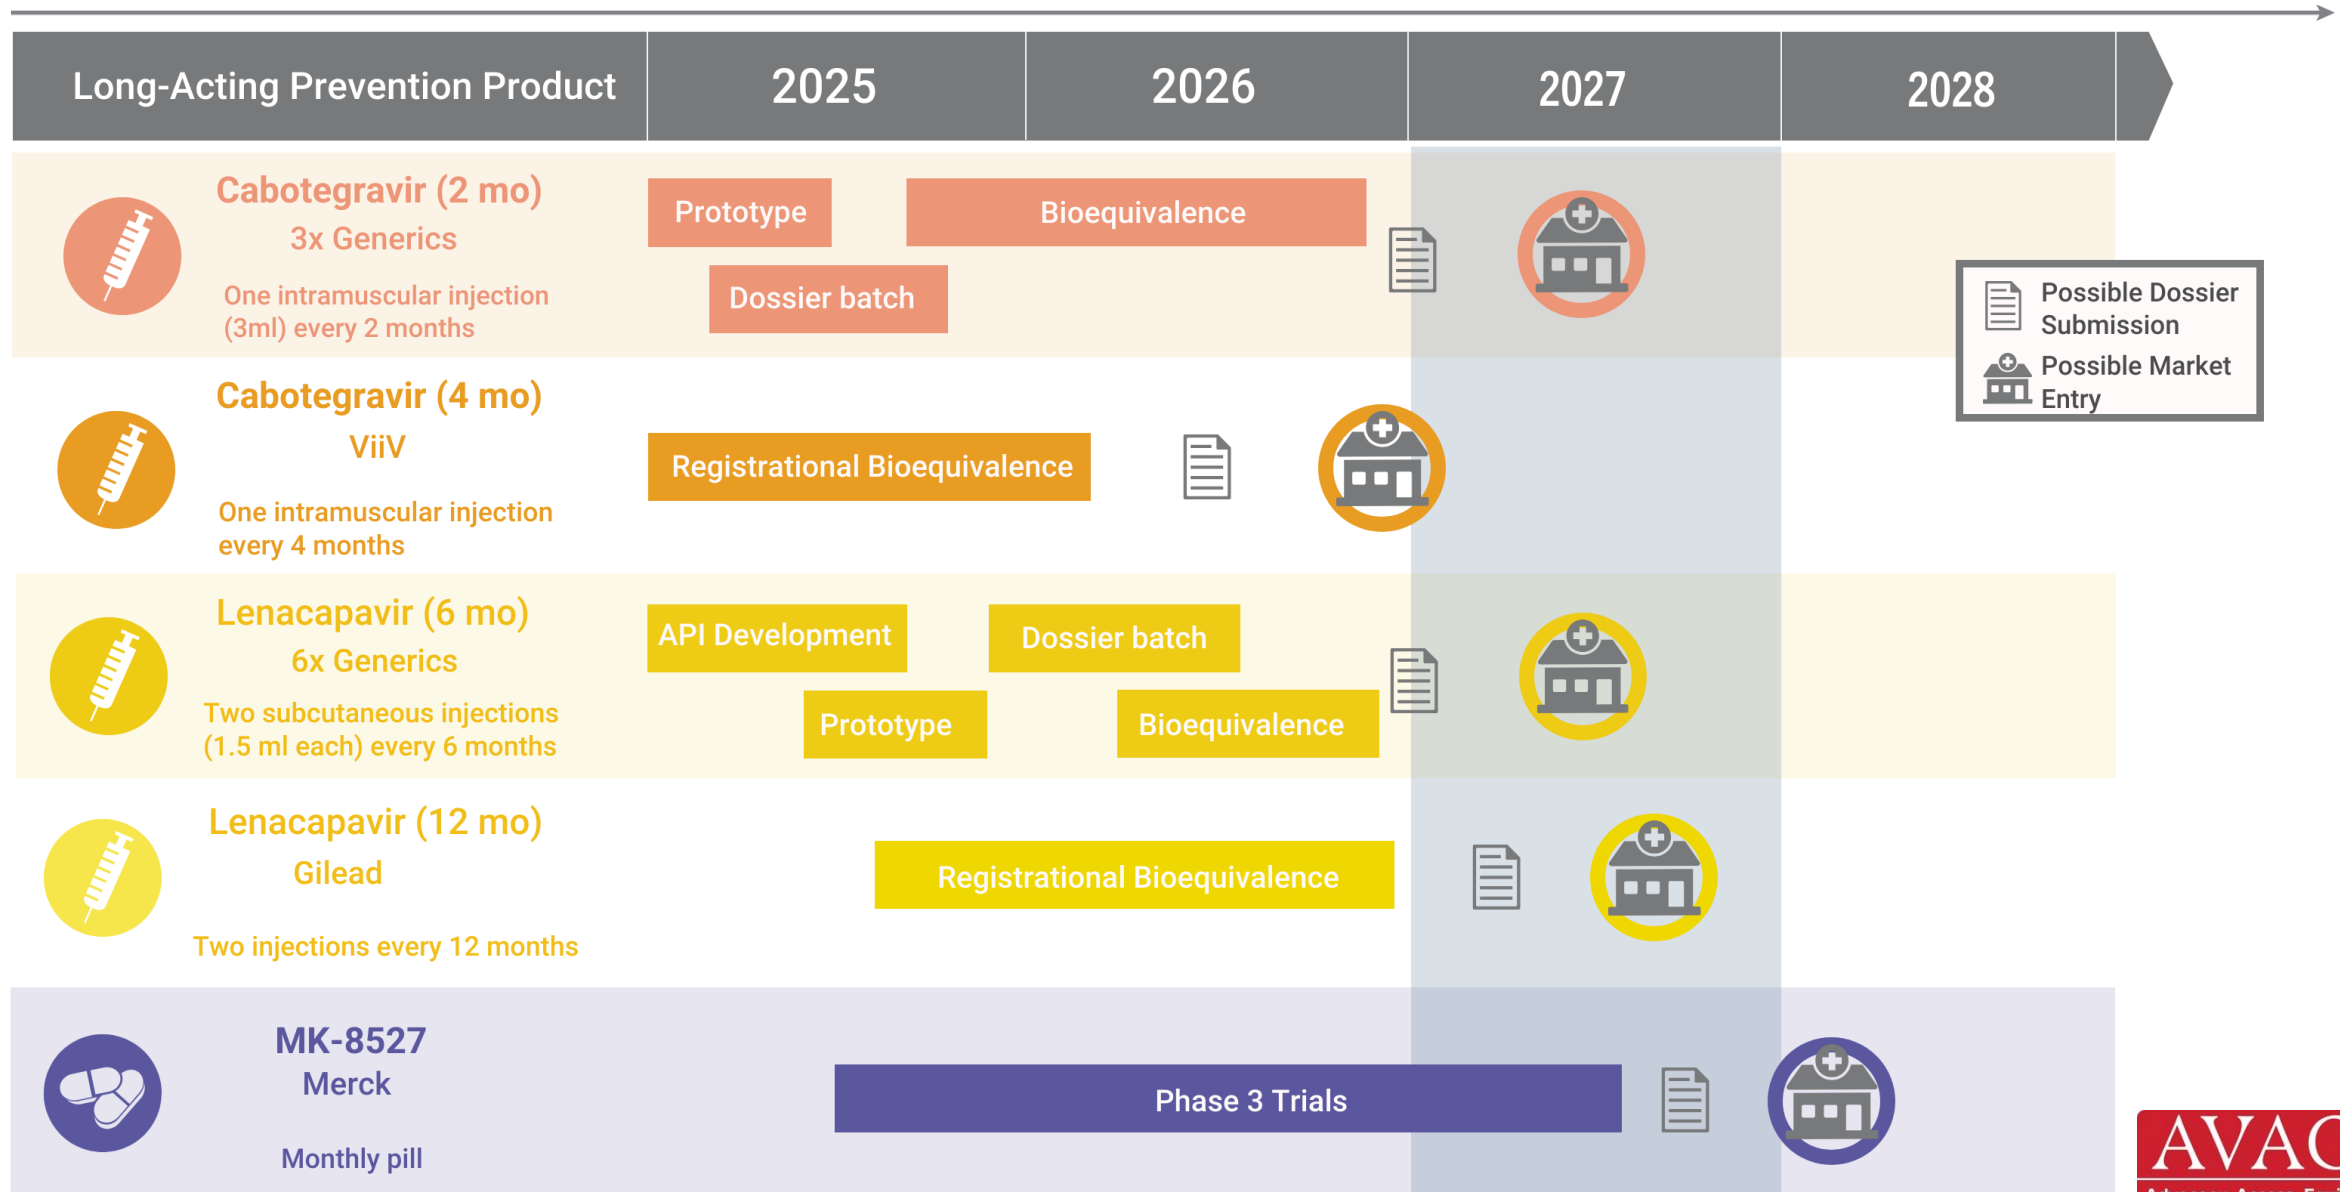 Long-Acting Prevention Product
2025
2026
2027
2028
Cabotegravir (2 mo)
3x Generics
One intramuscular injection
(3ml) every 2 months
Prototype
Bioequivalence
Dossier batch
Possible Dossier
Submission
Possible Market
Entry
Cabotegravir (4 mo)
ViiV
One intramuscular injection
every 4 months
Registrational Bioequivalence
Lenacapavir (6 mo)
6x Generics
Two subcutaneous injections
(1.5 ml each) every 6 months
API Development
Dossier batch
Prototype
Bioequivalence
Lenacapavir (12 mo)
Gilead
Two injections every 12 months
Registrational Bioequivalence
MK-8527
Merck
Monthly pill
Phase 3 Trials
AVAC